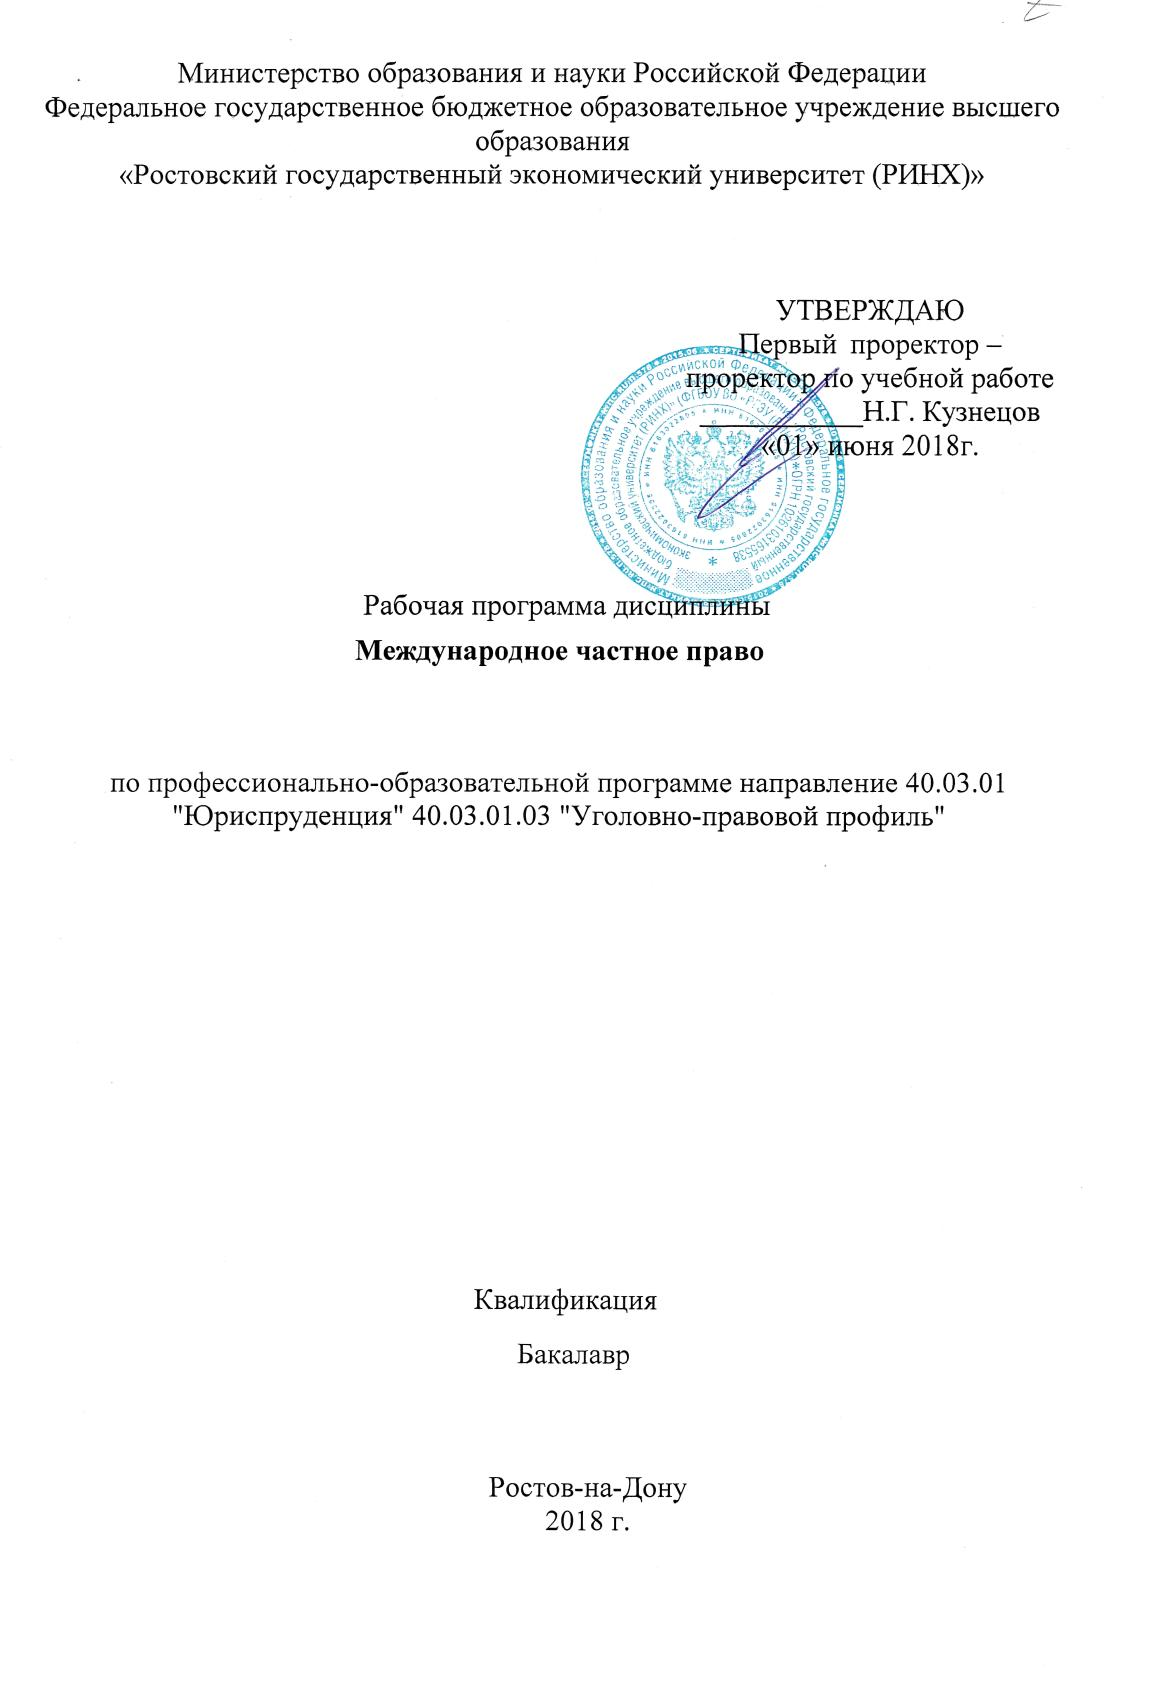 Министерство образования и науки Российской Федерации
Федеральное государственное бюджетное образовательное учреждение высшего
образования
«Ростовский государственный экономический университет (РИНХ)»
УТВЕРЖДАЮ
Первый проректор –
проректор по учебной работе
____________Н.Г. Кузнецов
«01» июня 2018г.
Рабочая программа дисциплины
Международное частное право
по профессионально-образовательной программе направление 40.03.01
"Юриспруденция" 40.03.01.03 "Уголовно-правовой профиль"
Квалификация
Бакалавр
Ростов-на-Дону
2018 г.